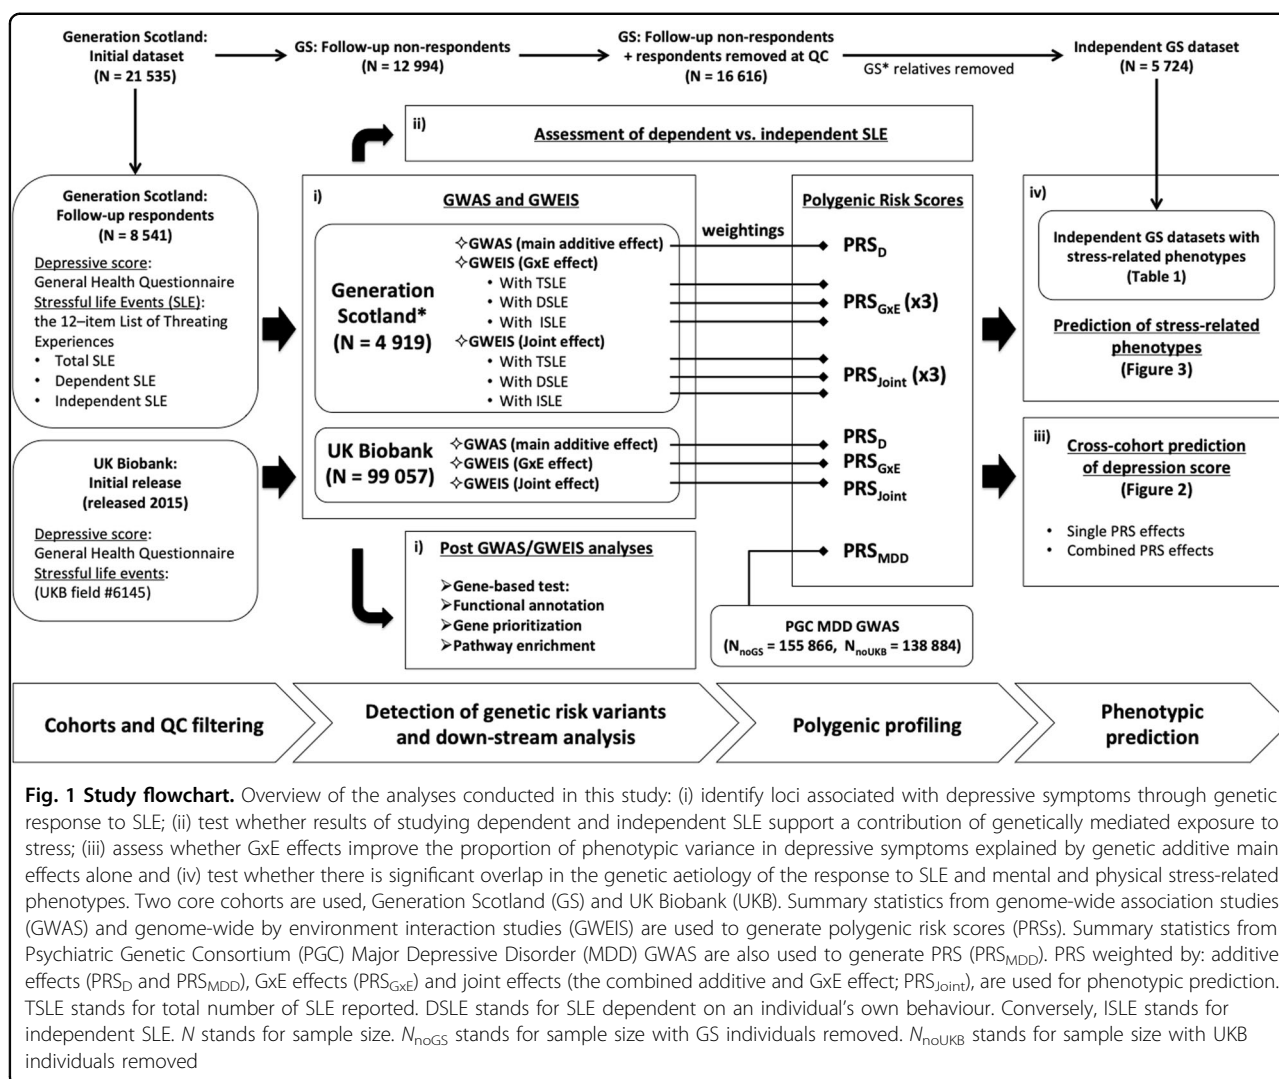 Generation Scotland:
Initial dataset
(N = 21 535)
GS: Follow-up non-respondents
(N = 12 994)
GS: Follow-up non-respondents
+ respondents removed at QC
(N = 16 616)
GS* relatives removed
Independent GS dataset
(N = 5 724)
ii)
Assessment of dependent vs. independent SLE
Generation Scotland:
Follow-up respondents
(N = 8 541)
Depressive score:
General Health Questionnaire
Stressful life Events (SLE):
the 12–item List of Threating
Experiences
• Total SLE
• Dependent SLE
• Independent SLE
UK Biobank:
Initial release
(released 2015)
Depressive score:
General Health Questionnaire
Stressful life events:
(UKB field #6145)
i)
GWAS and GWEIS
Generation
Scotland*
(N = 4 919)
✧GWAS (main additive effect)
✧GWEIS (GxE effect)
• With TSLE
• With DSLE
• With ISLE
✧GWEIS (Joint effect)
• With TSLE
• With DSLE
• With ISLE
UK Biobank
(N = 99 057)
✧GWAS (main additive effect)
✧GWEIS (GxE effect)
✧GWEIS (Joint effect)
weightings
i)
Post GWAS/GWEIS analyses
➢Gene-based test:
➢Functional annotation
➢Gene prioritization
➢Pathway enrichment
Polygenic Risk Scores
PRSD
PRSGxE (x3)
PRSJoint (x3)
PRSD
PRSGxE
PRSJoint
PRSMDD
PGC MDD GWAS
(NnoGS = 155 866, NnoUKB = 138 884)
iv)
Independent GS datasets with
stress-related phenotypes
(Table 1)
Prediction of stress-related
phenotypes
(Figure 3)
iii)
Cross-cohort prediction
of depression score
(Figure 2)
• Single PRS effects
• Combined PRS effects
Cohorts and QC filtering
Detection of genetic risk variants
and down-stream analysis
Polygenic profiling
Phenotypic
prediction
Fig. 1 Study flowchart. Overview of the analyses conducted in this study: (i) identify loci associated with depressive symptoms through genetic
response to SLE; (ii) test whether results of studying dependent and independent SLE support a contribution of genetically mediated exposure to
stress; (iii) assess whether GxE effects improve the proportion of phenotypic variance in depressive symptoms explained by genetic additive main
effects alone and (iv) test whether there is significant overlap in the genetic aetiology of the response to SLE and mental and physical stress-related
phenotypes. Two core cohorts are used, Generation Scotland (GS) and UK Biobank (UKB). Summary statistics from genome-wide association studies
(GWAS) and genome-wide by environment interaction studies (GWEIS) are used to generate polygenic risk scores (PRSs). Summary statistics from
Psychiatric Genetic Consortium (PGC) Major Depressive Disorder (MDD) GWAS are also used to generate PRS (PRSMDD). PRS weighted by: additive
effects (PRSD and PRSMDD), GxE effects (PRSGxE) and joint effects (the combined additive and GxE effect; PRSJoint), are used for phenotypic prediction.
TSLE stands for total number of SLE reported. DSLE stands for SLE dependent on an individual's own behaviour. Conversely, ISLE stands for
independent SLE. N stands for sample size. NnoGS stands for sample size with GS individuals removed. NnoUKB stands for sample size with UKB
individuals removed